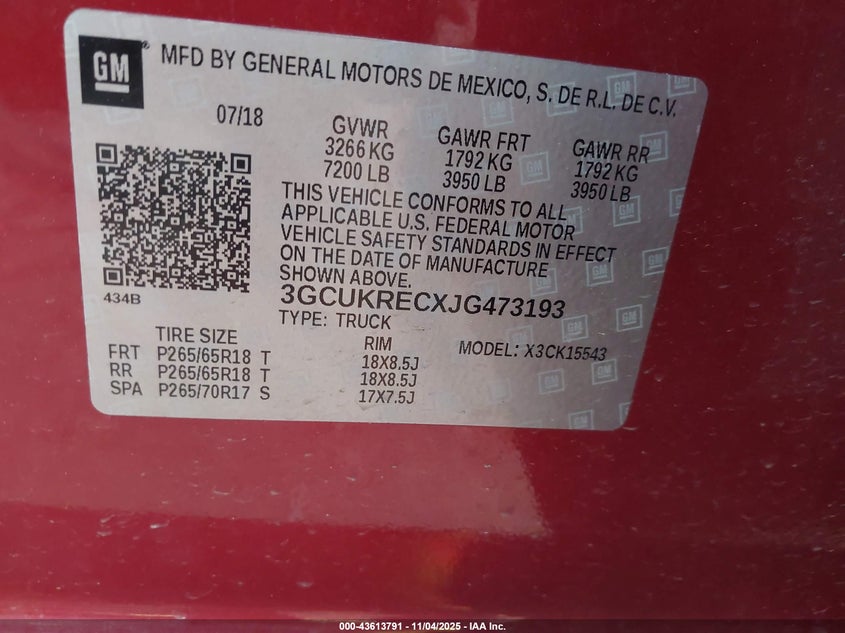 GM
MFD BY GENERAL MOTORS DE MEXICO, S. DE R.L. DE C.V.
07/18
GVWR
3266 KG
7200 LB
GAWR FRT
1792 KG
3950 LB
GAWR RR
1792 KG
3950 LB
THIS VEHICLE CONFORMS TO ALL
APPLICABLE U.S. FEDERAL MOTOR
VEHICLE SAFETY STANDARDS IN EFFECT
ON THE DATE OF MANUFACTURE
SHOWN ABOVE.
434B
3GCUKRECXJG473193
TYPE: TRUCK
MODEL: X3CK15543
TIRE SIZE RIM
FRT P265/65R18 T 18X8.5J
RR P265/65R18 T 18X8.5J
SPA P265/70R17 S 17X7.5J
000-43613791 - 11/04/2025 - IAA Inc.